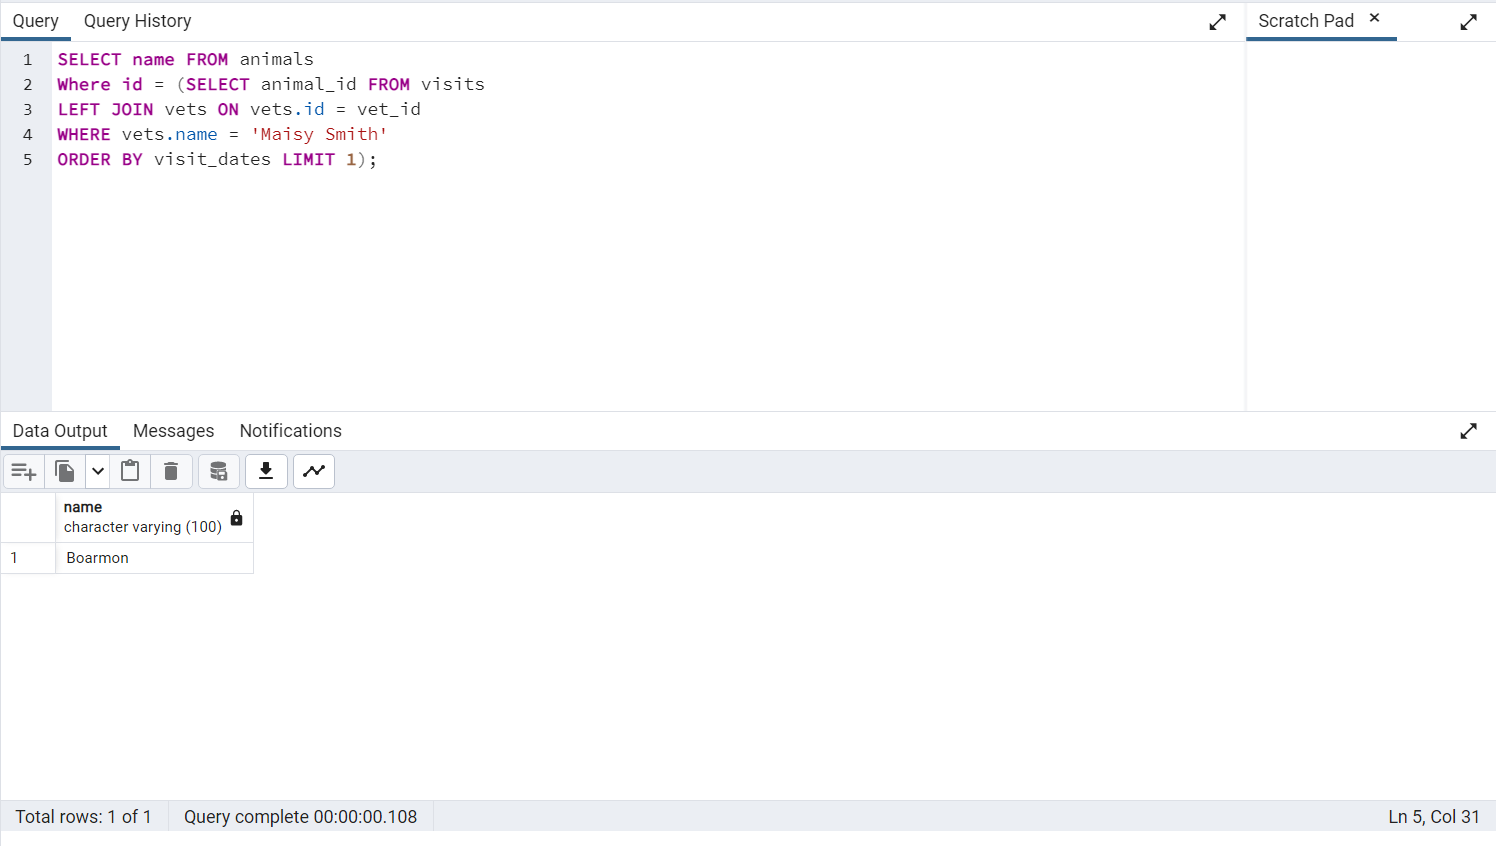 Query Query History
Scratch Pad ×
1 SELECT name FROM animals
2 Where id = (SELECT animal_id FROM visits
3 LEFT JOIN vets ON vets.id = vet_id
4 WHERE vets.name = 'Maisy Smith'
5 ORDER BY visit_dates LIMIT 1);
Data Output Messages Notifications
name
character varying (100)
1 Boarmon
Total rows: 1 of 1 Query complete 00:00:00.108 Ln 5, Col 31